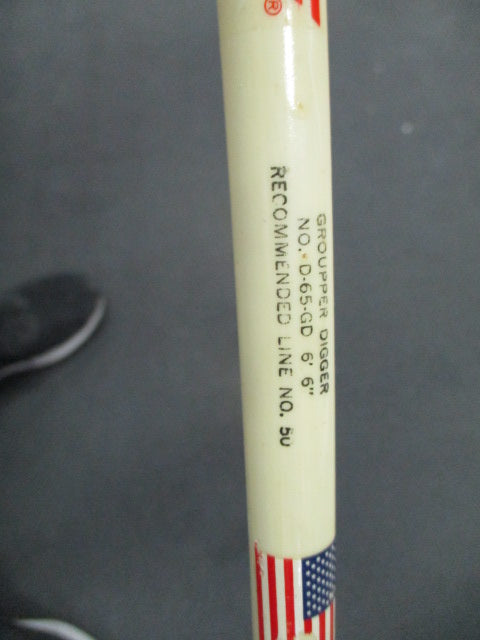 ®
GROUPPER DIGGER
NO. D-65-GD 6' 6"
RECOMMENDED LINE NO. 50